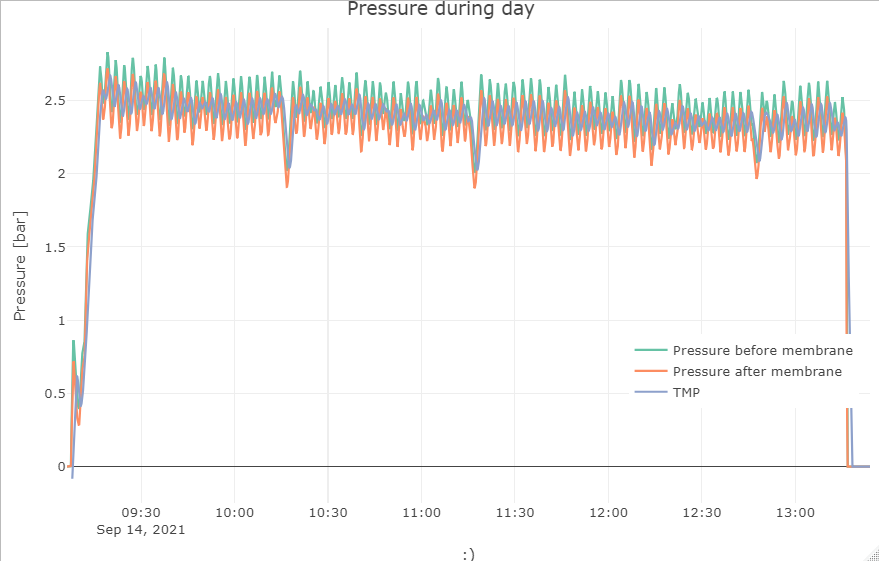 Pressure during day
Pressure [bar]
2.5
2
1.5
1
0.5
0
Pressure before membrane
Pressure after membrane
TMP
09:30 10:00 10:30 11:00 11:30 12:00 12:30 13:00
Sep 14, 2021
:)